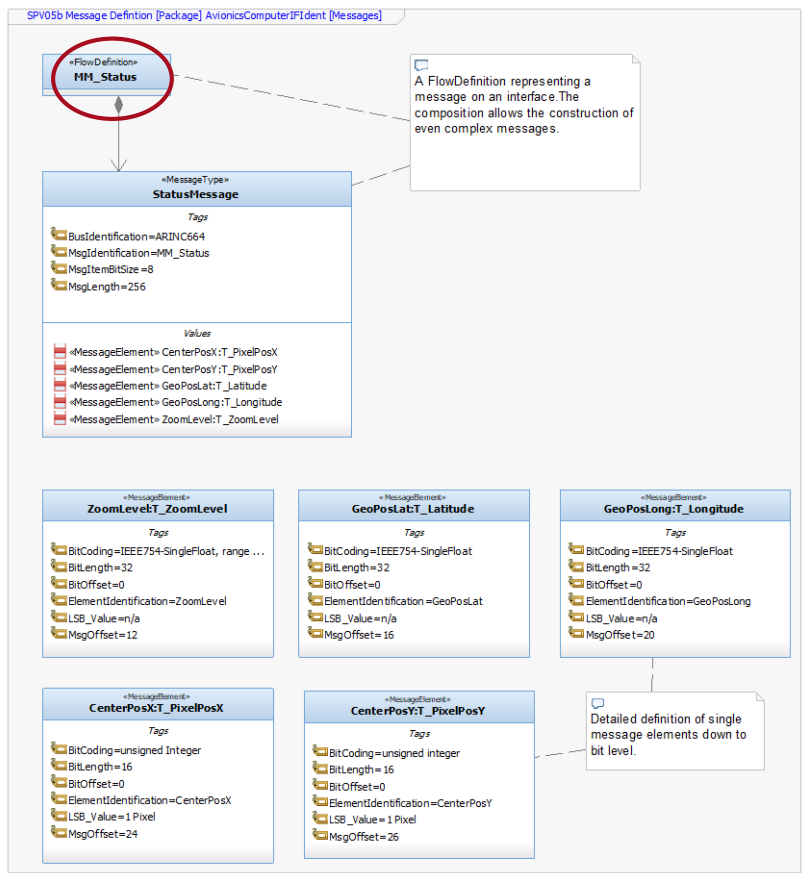 SPV05b Message Defintion [Package] AvionicsComputerIFIdent [Messages]
«FlowDefinition»
MM_Status
A FlowDefinition representing a
message on an interface.The
composition allows the construction of
even complex messages.
«MessageType»
StatusMessage
Tags
BusIdentification=ARINC664
MsgIdentification=MM_Status
MsgItemBitSize=8
MsgLength=256
Values
«MessageElement» CenterPosX:T_PixelPosX
«MessageElement» CenterPosY:T_PixelPosY
«MessageElement» GeoPosLat:T_Latitude
«MessageElement» GeoPosLong:T_Longitude
«MessageElement» ZoomLevel:T_ZoomLevel
«MessageElement»
ZoomLevel:T_ZoomLevel
Tags
BitCoding=IEEE754-SingleFloat, range ...
BitLength=32
BitOffset=0
ElementIdentification=ZoomLevel
LSB_Value=n/a
MsgOffset=12
«MessageElement»
GeoPosLat:T_Latitude
Tags
BitCoding=IEEE754-SingleFloat
BitLength=32
BitOffset=0
ElementIdentification=GeoPosLat
LSB_Value=n/a
MsgOffset=16
«MessageElement»
GeoPosLong:T_Longitude
Tags
BitCoding=IEEE754-SingleFloat
BitLength=32
BitOffset=0
ElementIdentification=GeoPosLong
LSB_Value=n/a
MsgOffset=20
«MessageElement»
CenterPosX:T_PixelPosX
Tags
BitCoding=unsigned Integer
BitLength=16
BitOffset=0
ElementIdentification=CenterPosX
LSB_Value=1 Pixel
MsgOffset=24
«MessageElement»
CenterPosY:T_PixelPosY
Tags
BitCoding=unsigned integer
BitLength=16
BitOffset=0
ElementIdentification=CenterPosY
LSB_Value=1 Pixel
MsgOffset=26
Detailed definition of single
message elements down to
bit level.